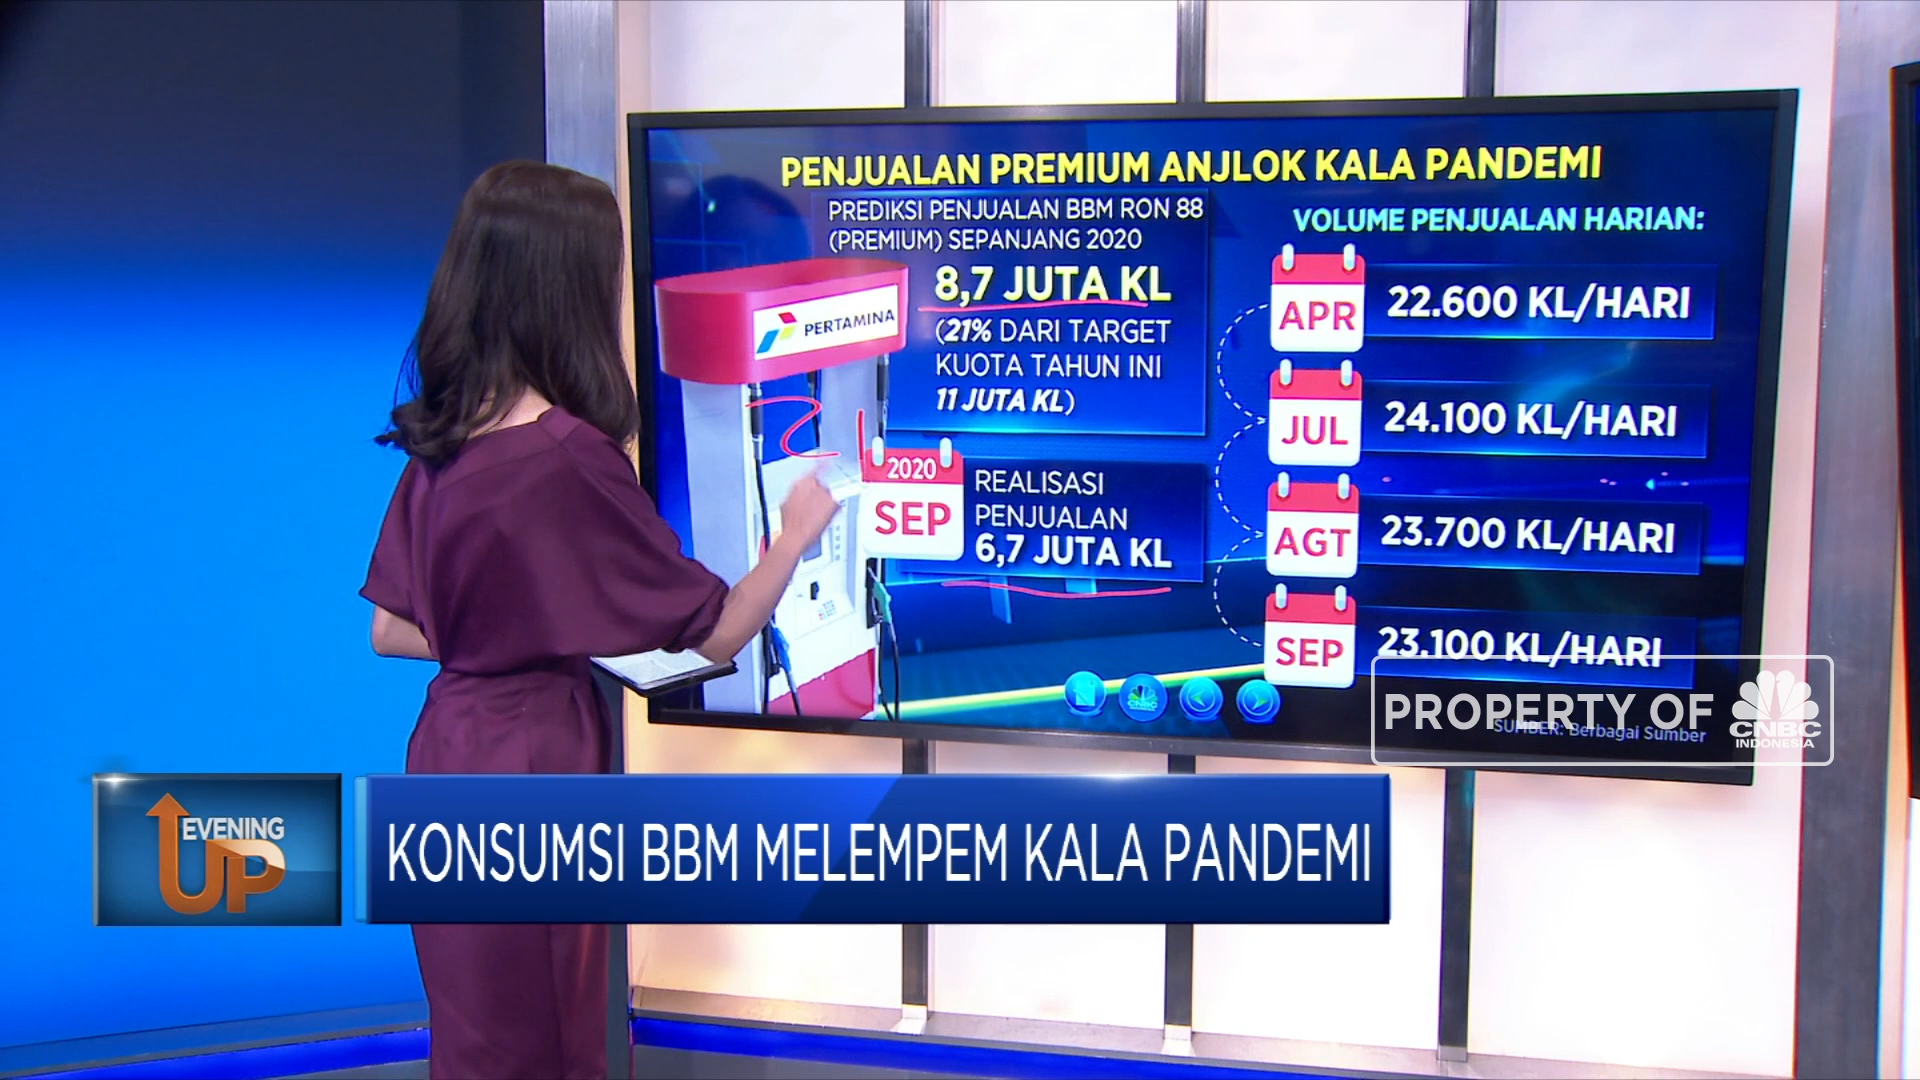 PENJUALAN PREMIUM ANJLOK KALA PANDEMI
PREDIKSI PENJUALAN BBM RON 88
(PREMIUM) SEPANJANG 2020
8,7 JUTA KL
(21% DARI TARGET
KUOTA TAHUN INI
11 JUTA KL)
PERTAMINA
21
2020
SEP
REALISASI
PENJUALAN
6,7 JUTA KL
VOLUME PENJUALAN HARIAN:
APR
22.600 KL/HARI
JUL
24.100 KL/HARI
AGT
23.700 KL/HARI
SEP
23.100 KL/HARI
CNBC
SUMBER: Berbagai Sumber
PROPERTY OF
CNBC
INDONESIA
EVENING
UP
KONSUMSI BBM MELEMPEM KALA PANDEMI